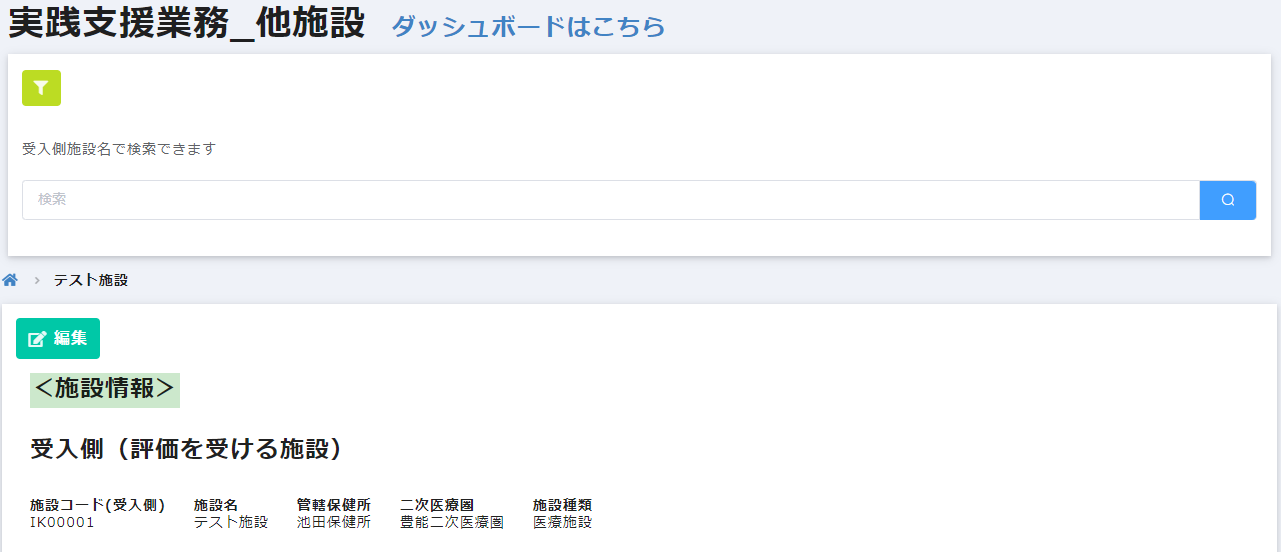 実践支援業務_他施設 ダッシュボードはこちら
受入側施設名で検索できます
検索
テスト施設
編集
＜施設情報＞
受入側（評価を受ける施設）
施設コード(受入側) 施設名 管轄保健所 二次医療圏 施設種類
IK00001 テスト施設 池田保健所 豊能二次医療圏 医療施設